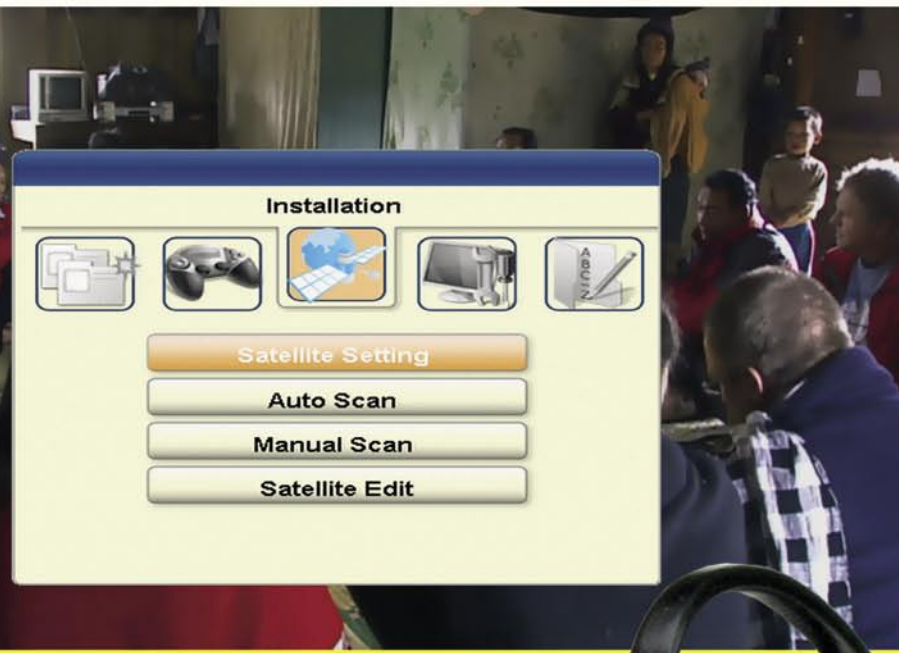 Installation
A
B
C
Z
Satellite Setting
Auto Scan
Manual Scan
Satellite Edit